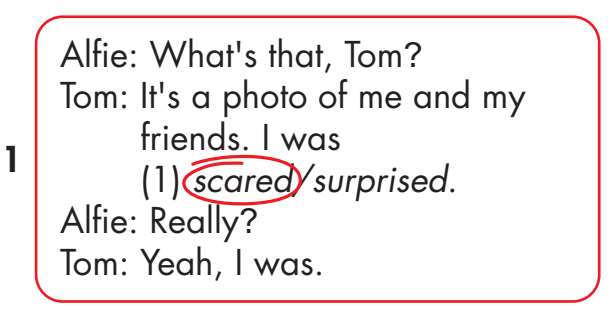 Alfie: What's that, Tom?
Tom: It's a photo of me and my
friends. I was
1
(1) scared/surprised.
Alfie: Really?
Tom: Yeah, I was.